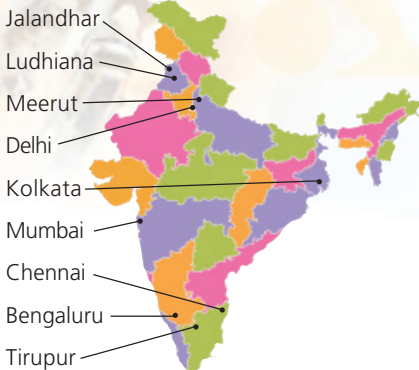 Jalandhar
Ludhiana
Meerut
Delhi
Kolkata
Mumbai
Chennai
Bengaluru
Tirupur